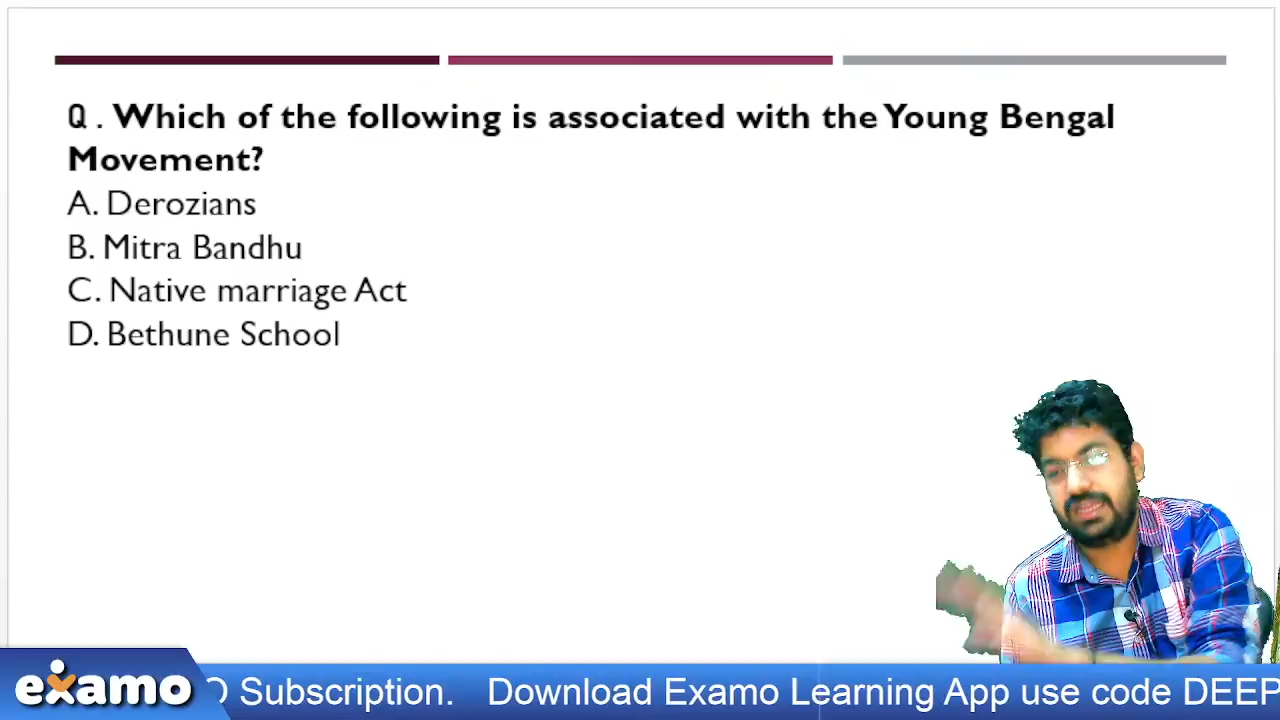 Q . Which of the following is associated with the Young Bengal
Movement?
A. Derozians
B. Mitra Bandhu
C. Native marriage Act
D. Bethune School
examo
O Subscription. Download Examo Learning App use code DEEP